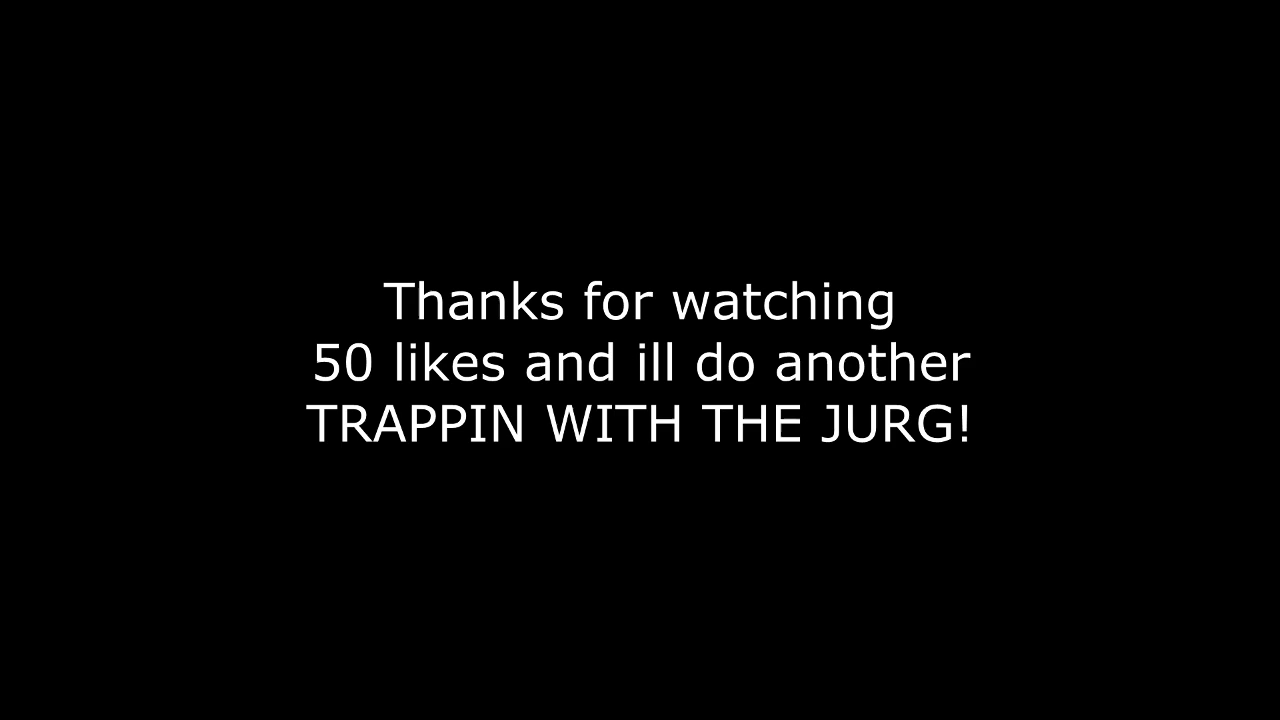 Thanks for watching
50 likes and ill do another
TRAPPIN WITH THE JURG!